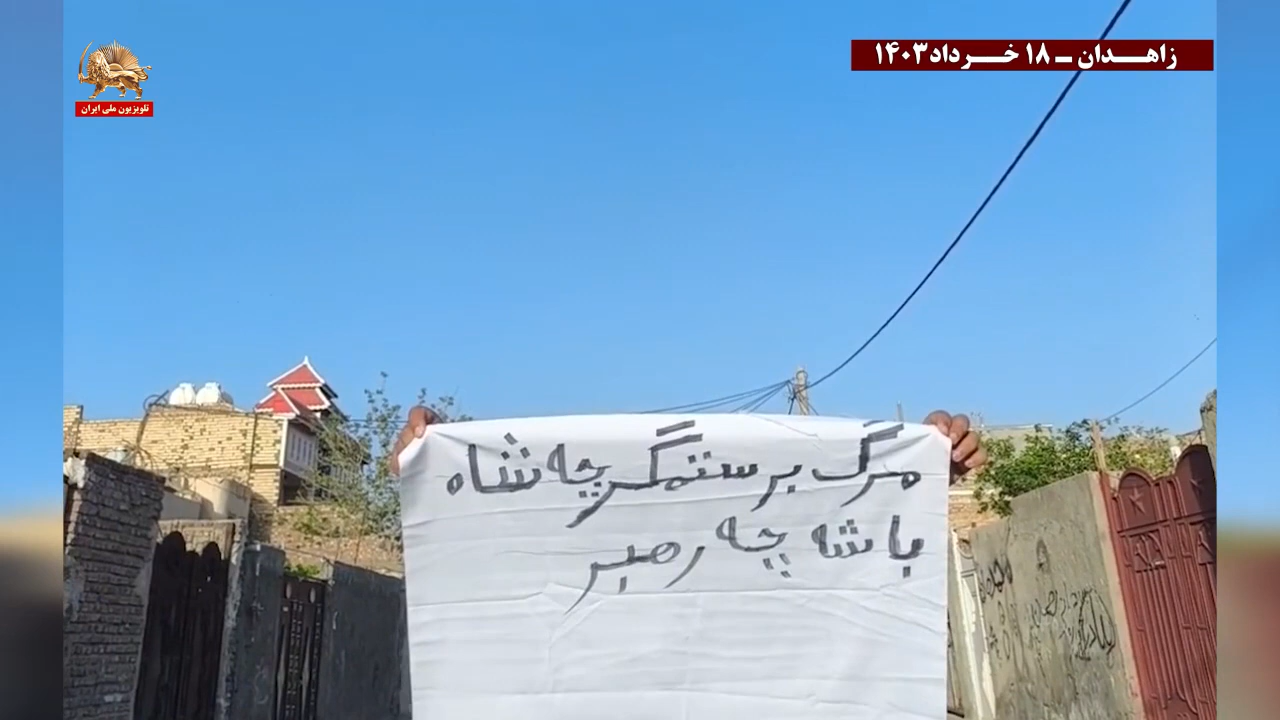 زاهدان ـ ۱۸ خرداد ۱۴۰۳
تلویزیون ملی ایران
مرگ بر ستمگر چه شاه
باشه چه رهبر